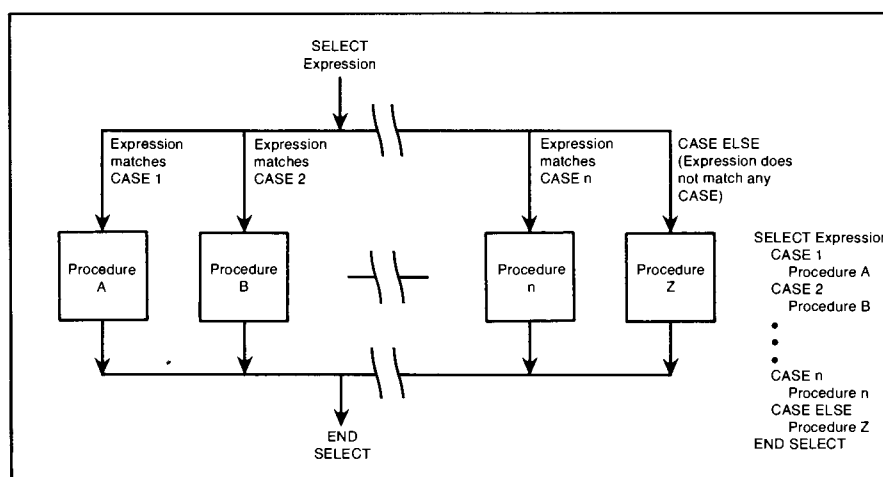 SELECT
Expression
Expression
matches
CASE 1
Expression
matches
CASE 2
Expression
matches
CASE n
CASE ELSE
(Expression does
not match any
CASE)
Procedure
A
Procedure
B
Procedure
n
Procedure
Z
END
SELECT
SELECT Expression
CASE 1
Procedure A
CASE 2
Procedure B
•
•
•
CASE n
Procedure n
CASE ELSE
Procedure Z
END SELECT